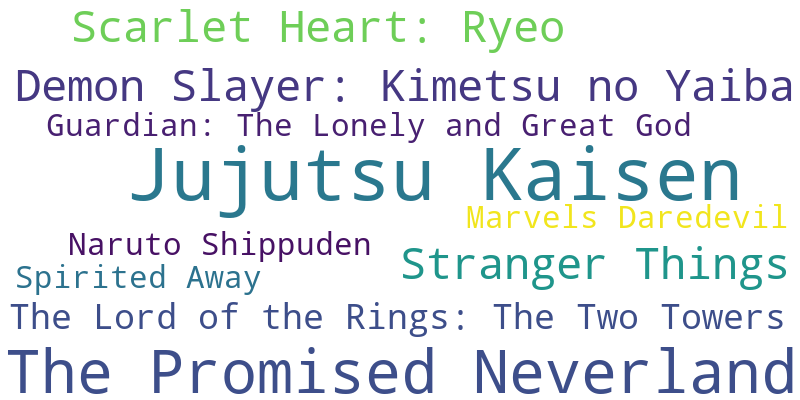 Scarlet Heart: Ryeo
Demon Slayer: Kimetsu no Yaiba
Guardian: The Lonely and Great God
Jujutsu Kaisen
Marvels Daredevil
Naruto Shippuden
Stranger Things
Spirited Away
The Lord of the Rings: The Two Towers
The Promised Neverland